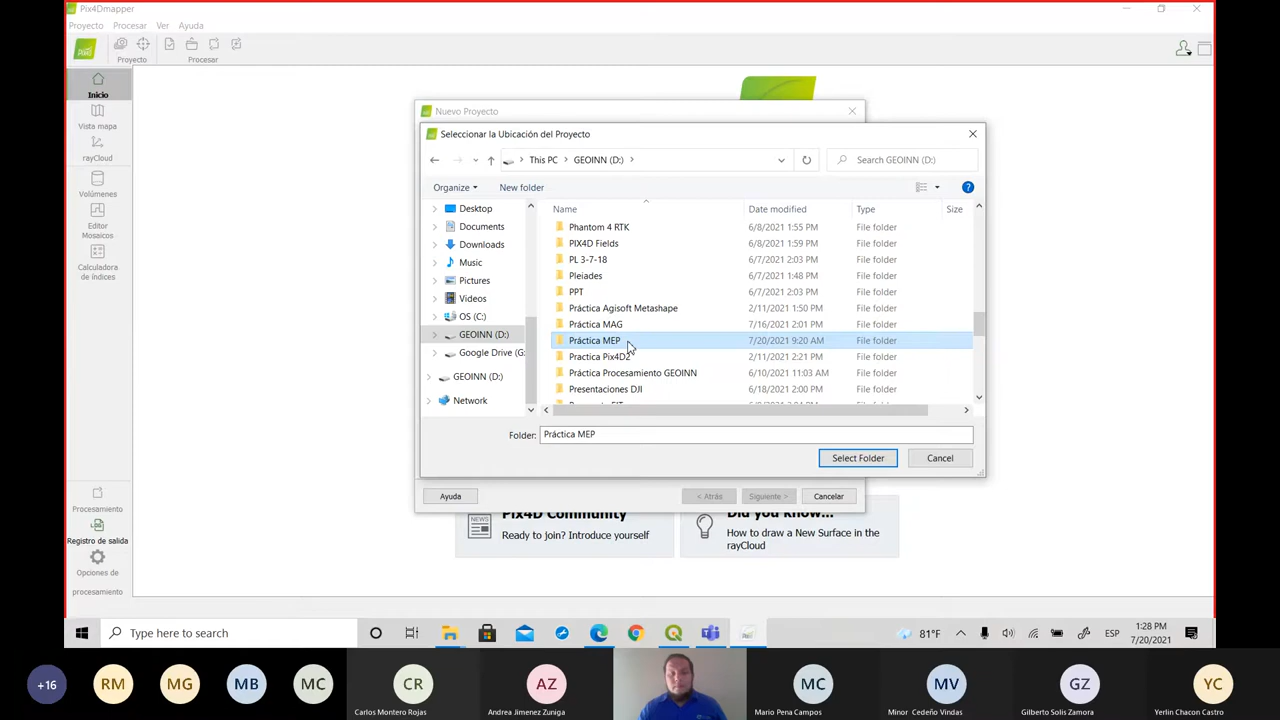 Pix4Dmapper
Proyecto Procesar Ver Ayuda
Proyecto
Procesar
Inicio
Vista mapa
rayCloud
Volúmenes
Editor
Mosaicos
Calculadora
de índices
Procesamiento
Registro de salida
Opciones de
procesamiento
Nuevo Proyecto
Seleccionar la Ubicación del Proyecto
This PC > GEOINN (D:) >
Search GEOINN (D:)
Organize
New folder
Desktop
Documents
Downloads
Music
Pictures
Videos
OS (C:)
GEOINN (D:)
Google Drive (G:
GEOINN (D:)
Network
Name Date modified Type Size
Phantom 4 RTK 6/8/2021 1:55 PM File folder
PIX4D Fields 6/8/2021 1:59 PM File folder
PL 3-7-18 6/7/2021 2:03 PM File folder
Pleiades 6/7/2021 1:48 PM File folder
PPT 6/7/2021 2:03 PM File folder
Práctica Agisoft Metashape 2/11/2021 1:50 PM File folder
Práctica MAG 7/16/2021 2:01 PM File folder
Práctica MEP 7/20/2021 9:20 AM File folder
Practica Pix4D2 2/11/2021 2:21 PM File folder
Práctica Procesamiento GEOINN 6/10/2021 11:03 AM File folder
Presentaciones DJI 6/18/2021 2:00 PM File folder
Folder: Práctica MEP
Select Folder Cancel
Ayuda < Atrás Siguiente > Cancelar
Pix4D Community
Ready to join? Introduce yourself
NEWS
Did you know...
How to draw a New Surface in the
rayCloud
Type here to search
81°F
ESP
1:28 PM
7/20/2021
+16 RM MG MB MC CR AZ MC MV GZ YC
Carlos Montero Rojas Andrea Jimenez Zuniga Mario Pena Campos Minor Cedeño Vindas Gilberto Solis Zamora Yerlin Chacon Castro